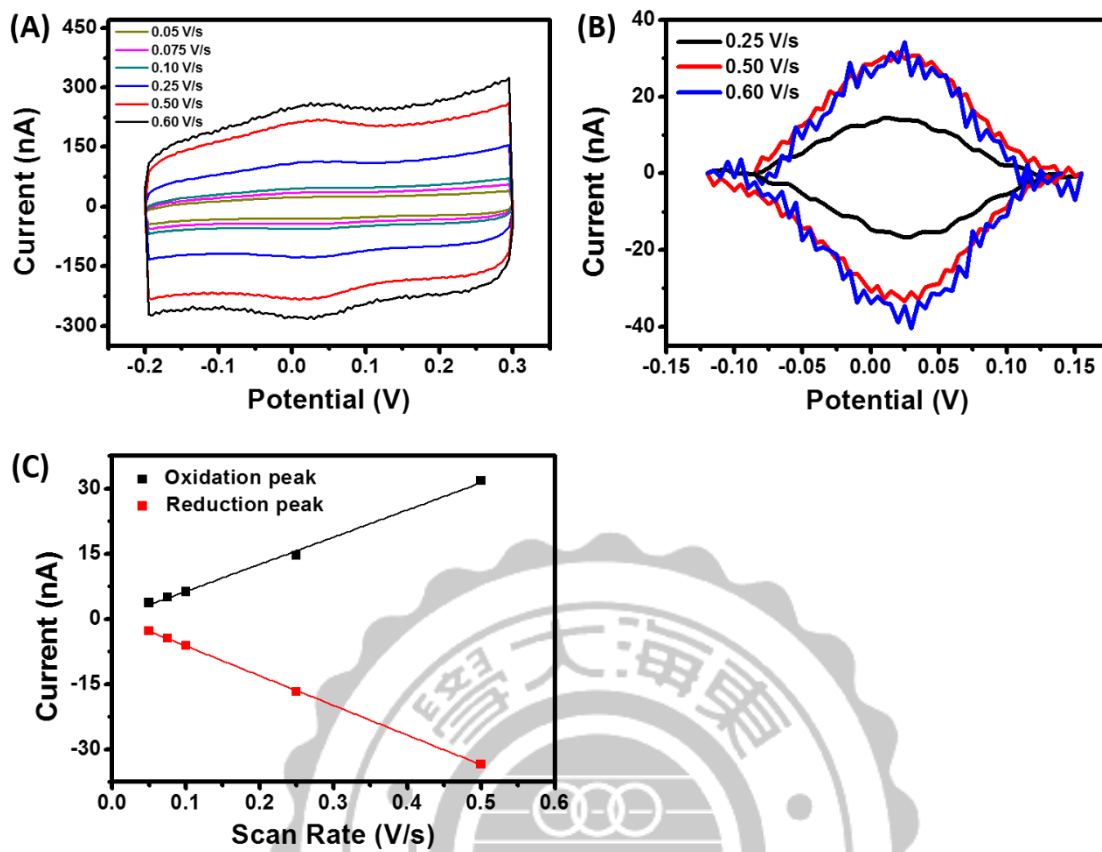 (A)
450
300
150
0
-150
-300
Current (nA)
0.05 V/s
0.075 V/s
0.10 V/s
0.25 V/s
0.50 V/s
0.60 V/s
-0.2
-0.1
0.0
0.1
0.2
0.3
Potential (V)
(B)
40
20
0
-20
-40
Current (nA)
0.25 V/s
0.50 V/s
0.60 V/s
-0.15
-0.10
-0.05
0.00
0.05
0.10
0.15
Potential (V)
(C)
30
15
0
-15
-30
Current (nA)
Oxidation peak
Reduction peak
0.0
0.1
0.2
0.3
0.4
0.5
0.6
Scan Rate (V/s)
學大海東